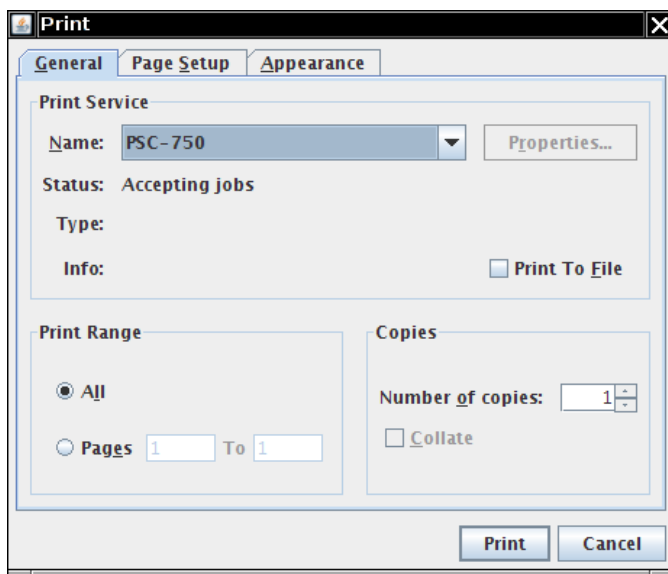 Print
General Page Setup Appearance
Print Service
Name: PSC-750 Properties...
Status: Accepting jobs
Type:
Info: Print To File
Print Range
All
Pages 1 To 1
Copies
Number of copies: 1
Collate
Print Cancel